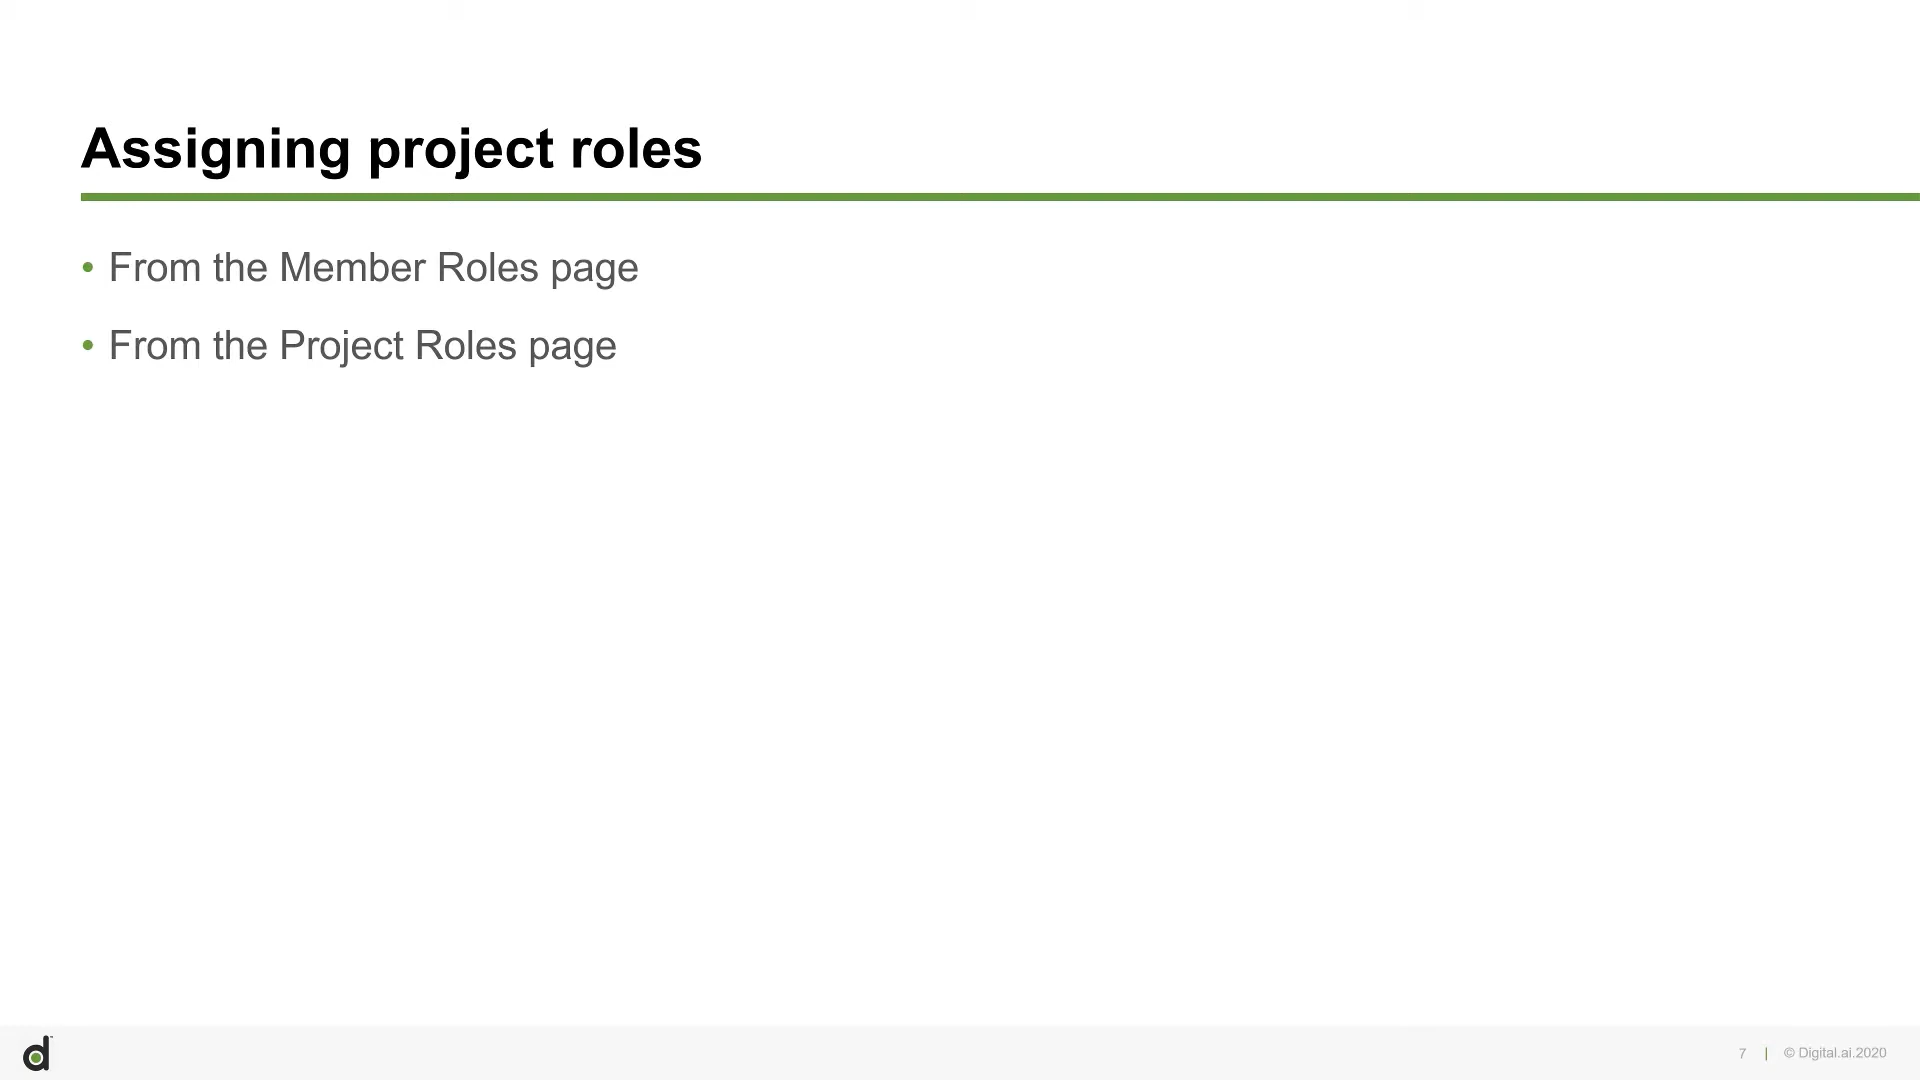 Assigning project roles
• From the Member Roles page
• From the Project Roles page
d
7 | © Digital.ai.2020